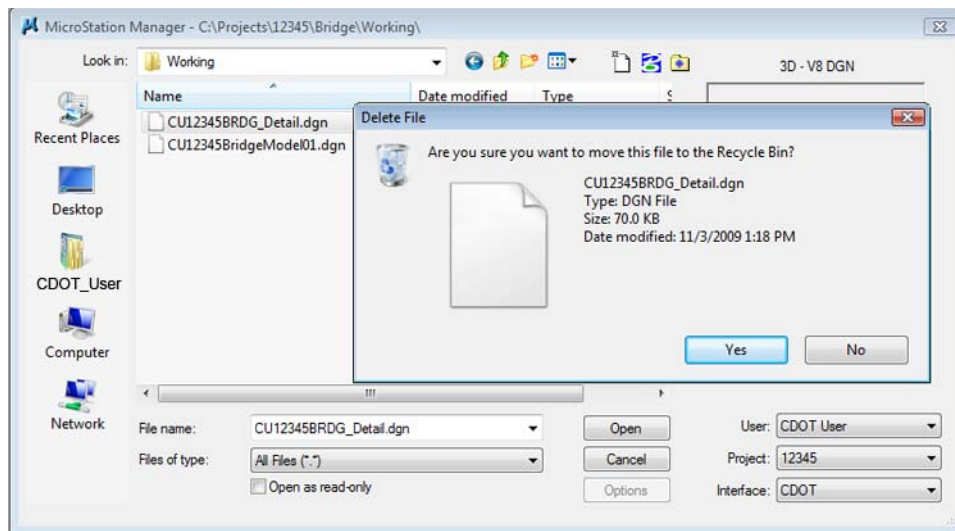 MicroStation Manager - C:\Projects\12345\Bridge\Working\
Look in: Working
3D - V8 DGN
Name Date modified Type S
CU12345BRDG_Detail.dgn
CU12345BridgeModel01.dgn
Recent Places
Desktop
CDOT_User
Computer
Network
Delete File
Are you sure you want to move this file to the Recycle Bin?
CU12345BRDG_Detail.dgn
Type: DGN File
Size: 70.0 KB
Date modified: 11/3/2009 1:18 PM
Yes No
File name: CU12345BRDG_Detail.dgn Open User: CDOT User
Files of type: All Files (*.*) Cancel Project: 12345
Open as read-only Options Interface: CDOT